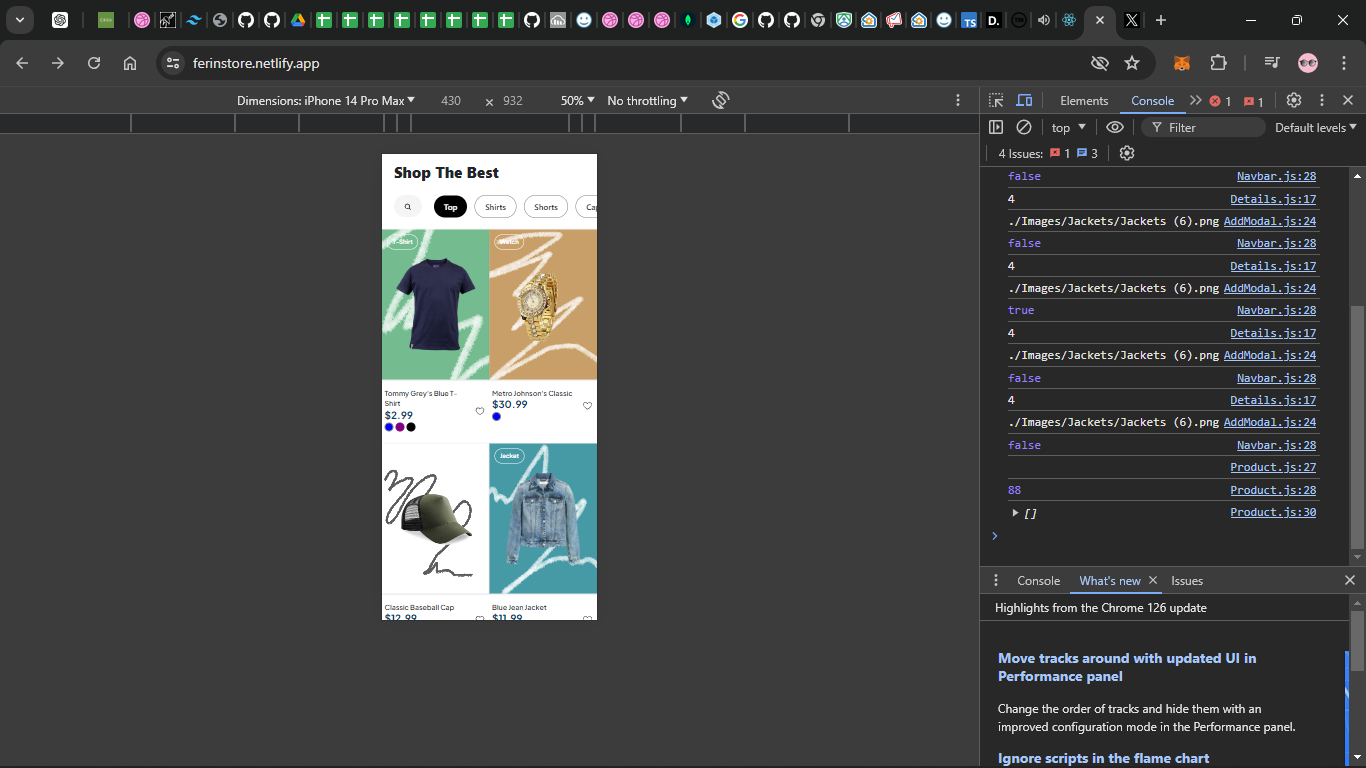 TS
D.
ferinstore.netlify.app
Dimensions: iPhone 14 Pro Max
430
×
932
50%
No throttling
Elements
Console
1
1
top
Filter
Default levels
4 Issues:
1
3
false
Navbar.js:28
4
Details.js:17
./Images/Jackets/Jackets (6).png
AddModal.js:24
false
Navbar.js:28
4
Details.js:17
./Images/Jackets/Jackets (6).png
AddModal.js:24
true
Navbar.js:28
4
Details.js:17
./Images/Jackets/Jackets (6).png
AddModal.js:24
false
Navbar.js:28
4
Details.js:17
./Images/Jackets/Jackets (6).png
AddModal.js:24
false
Navbar.js:28
Product.js:27
88
Product.js:28
[]
Product.js:30
Shop The Best
Top
Shirts
Shorts
Cap
T-Shirt
Watch
Tommy Grey's Blue T-
Shirt
$2.99
Metro Johnson's Classic
$30.99
Jacket
Classic Baseball Cap
$12.99
Blue Jean Jacket
$11.99
Console
What's new
Issues
Highlights from the Chrome 126 update
Move tracks around with updated UI in
Performance panel
Change the order of tracks and hide them with an
improved configuration mode in the Performance panel.
Ignore scripts in the flame chart